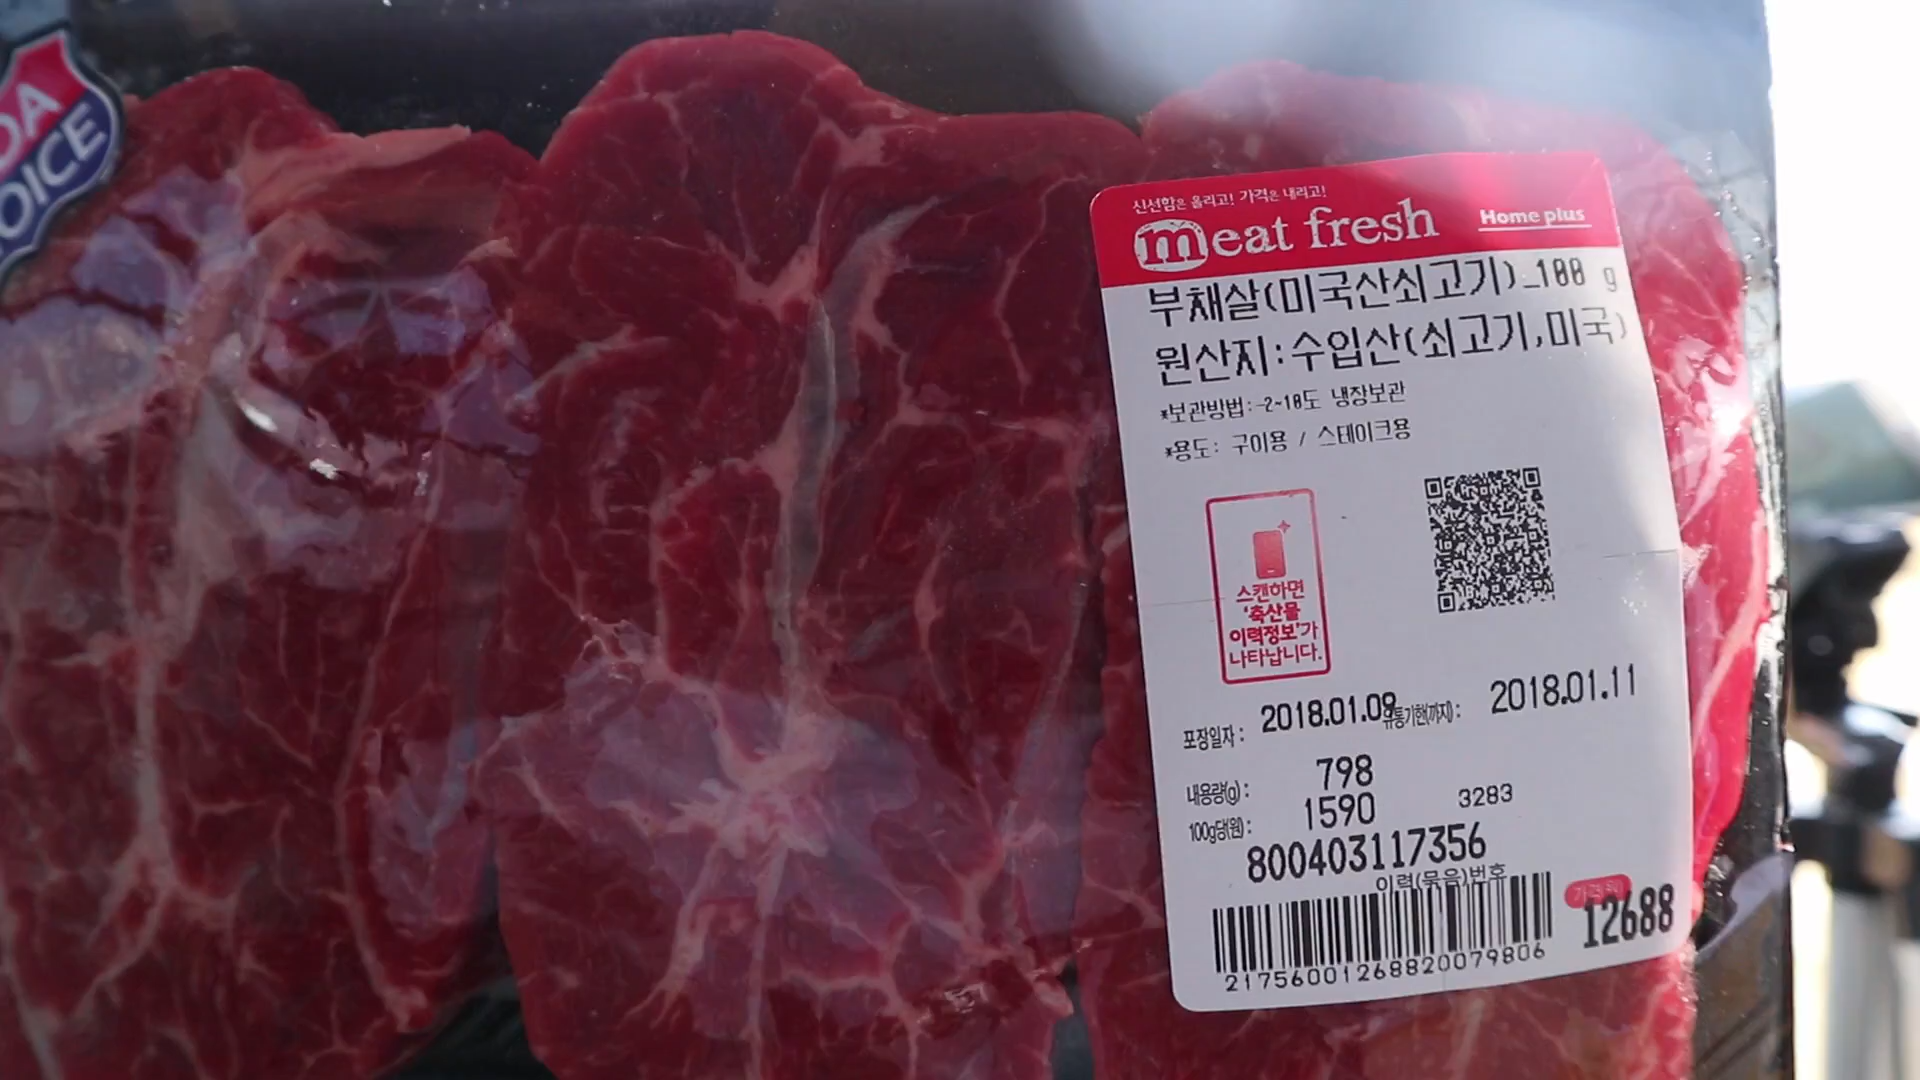 DA
OICE
신선함은 올리고! 가격은 내리고!
meat fresh
Home plus
부채살(미국산쇠고기)_100 g
원산지:수입산(쇠고기,미국)
*보관방법:-2~10도 냉장보관
*용도: 구이용 / 스테이크용
스캔하면
'축산물
이력정보'가
나타납니다.
포장일자: 2018.01.09 유통기한(까지): 2018.01.11
내용량(g): 798
100g당(원): 1590 3283
800403117356
이력(묶음)번호
가격(원)
12688
2175600126882007980​6